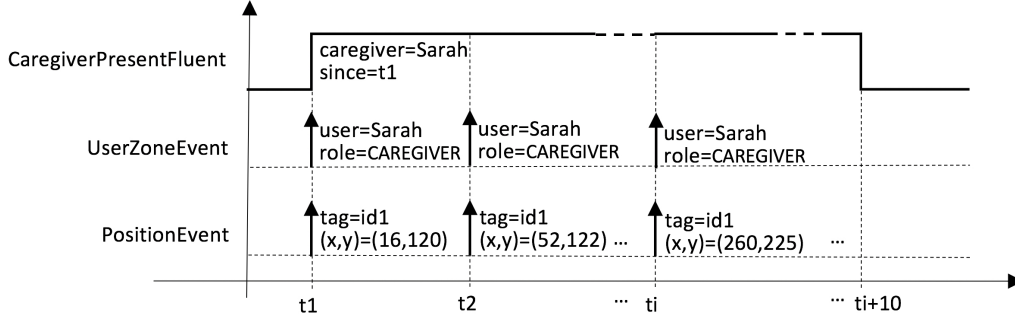 CaregiverPresentFluent
caregiver=Sarah
since=t1
UserZoneEvent
user=Sarah
role=CAREGIVER
user=Sarah
role=CAREGIVER
user=Sarah
role=CAREGIVER
PositionEvent
tag=id1
(x,y)=(16,120)
tag=id1
(x,y)=(52,122) ...
tag=id1
(x,y)=(260,225) ...
t1 t2 ... ti ... ti+10